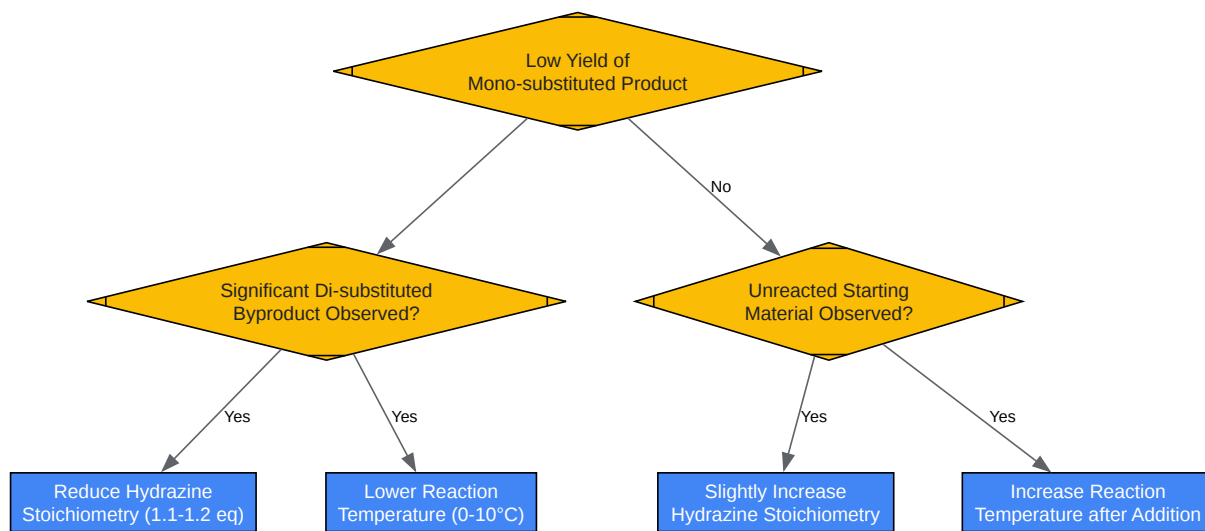 Low Yield of
Mono-substituted Product
No
Significant Di-substituted
Byproduct Observed?
Unreacted Starting
Material Observed?
Yes
Yes
Yes
Yes
Reduce Hydrazine
Stoichiometry (1.1-1.2 eq)
Lower Reaction
Temperature (0-10°C)
Slightly Increase
Hydrazine Stoichiometry
Increase Reaction
Temperature after Addition